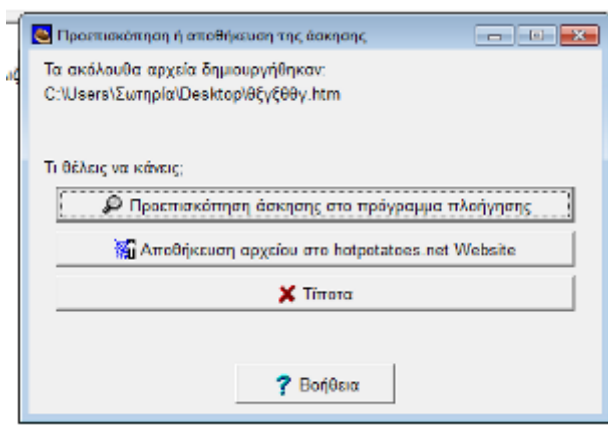 Προεπισκόπηση ή αποθήκευση της άσκησης
Τα ακόλουθα αρχεία δημιουργήθηκαν:
C:\Users\Σωτηρία\Desktop\θξγξθθγ.htm
Τι θέλεις να κάνεις;
Προεπισκόπηση άσκησης στο πρόγραμμα πλοήγησης
Αποθήκευση αρχείου στο hotpotatoes.net Website
Τίποτα
Βοήθεια